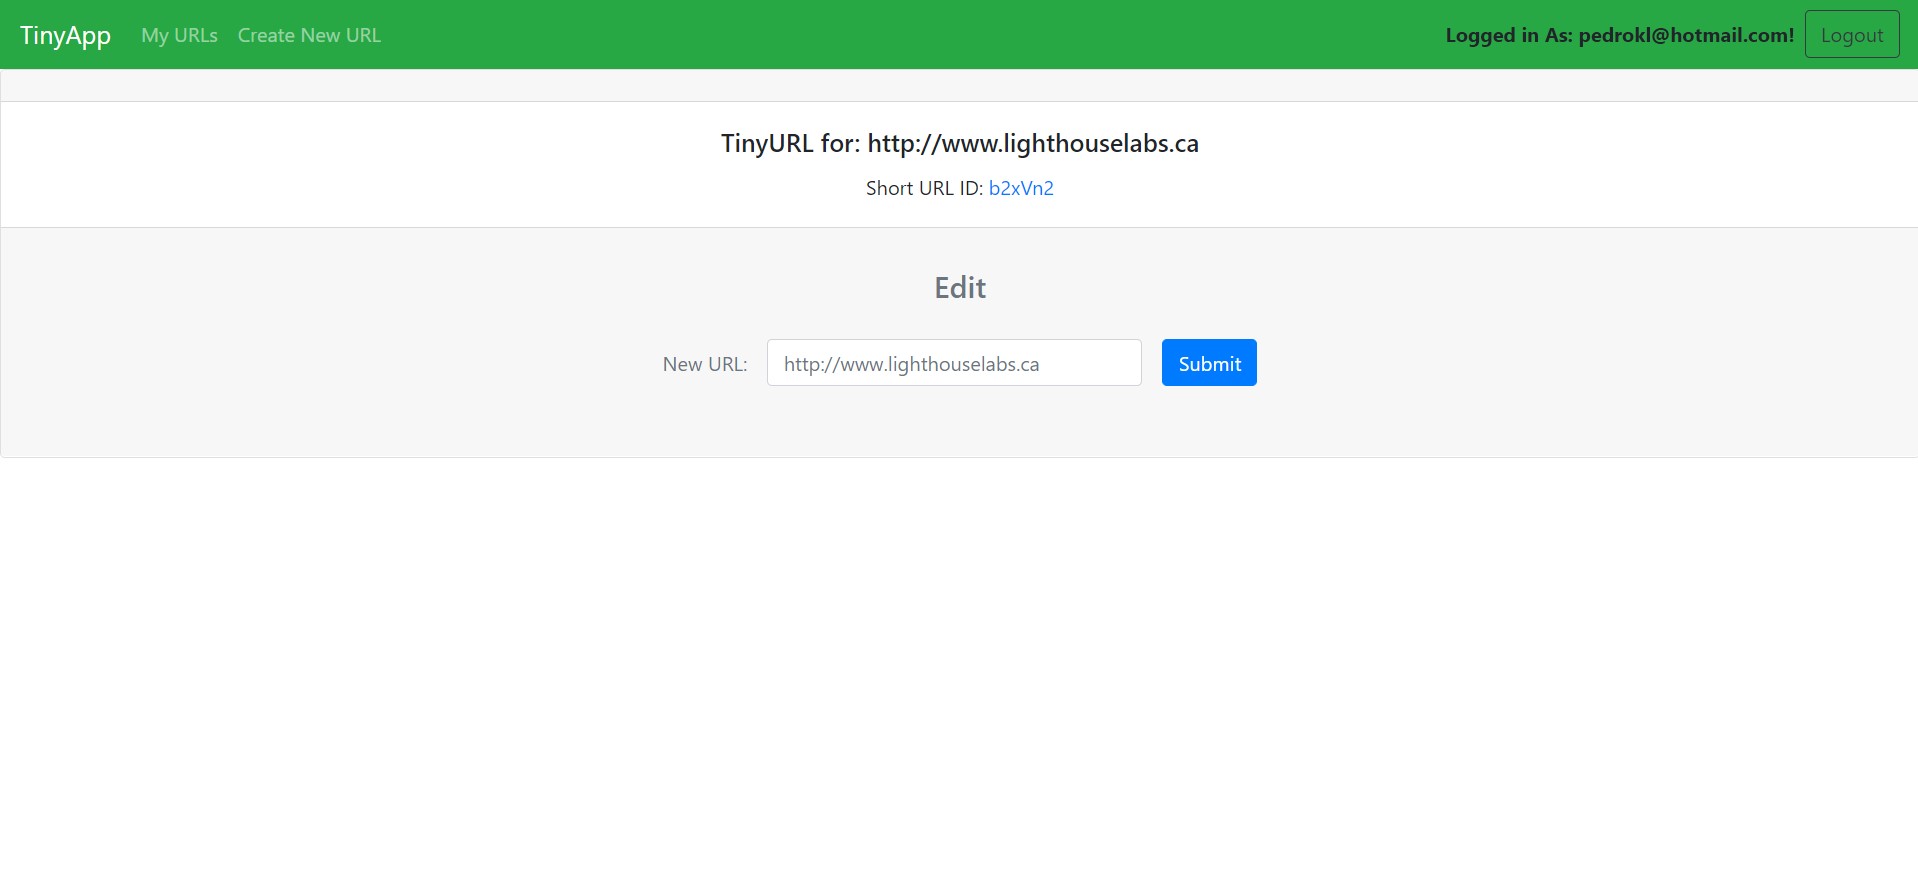 TinyApp My URLs Create New URL Logged in As: pedrokl@hotmail.com! Logout
TinyURL for: http://www.lighthouselabs.ca
Short URL ID: b2xVn2
Edit
New URL: http://www.lighthouselabs.ca Submit